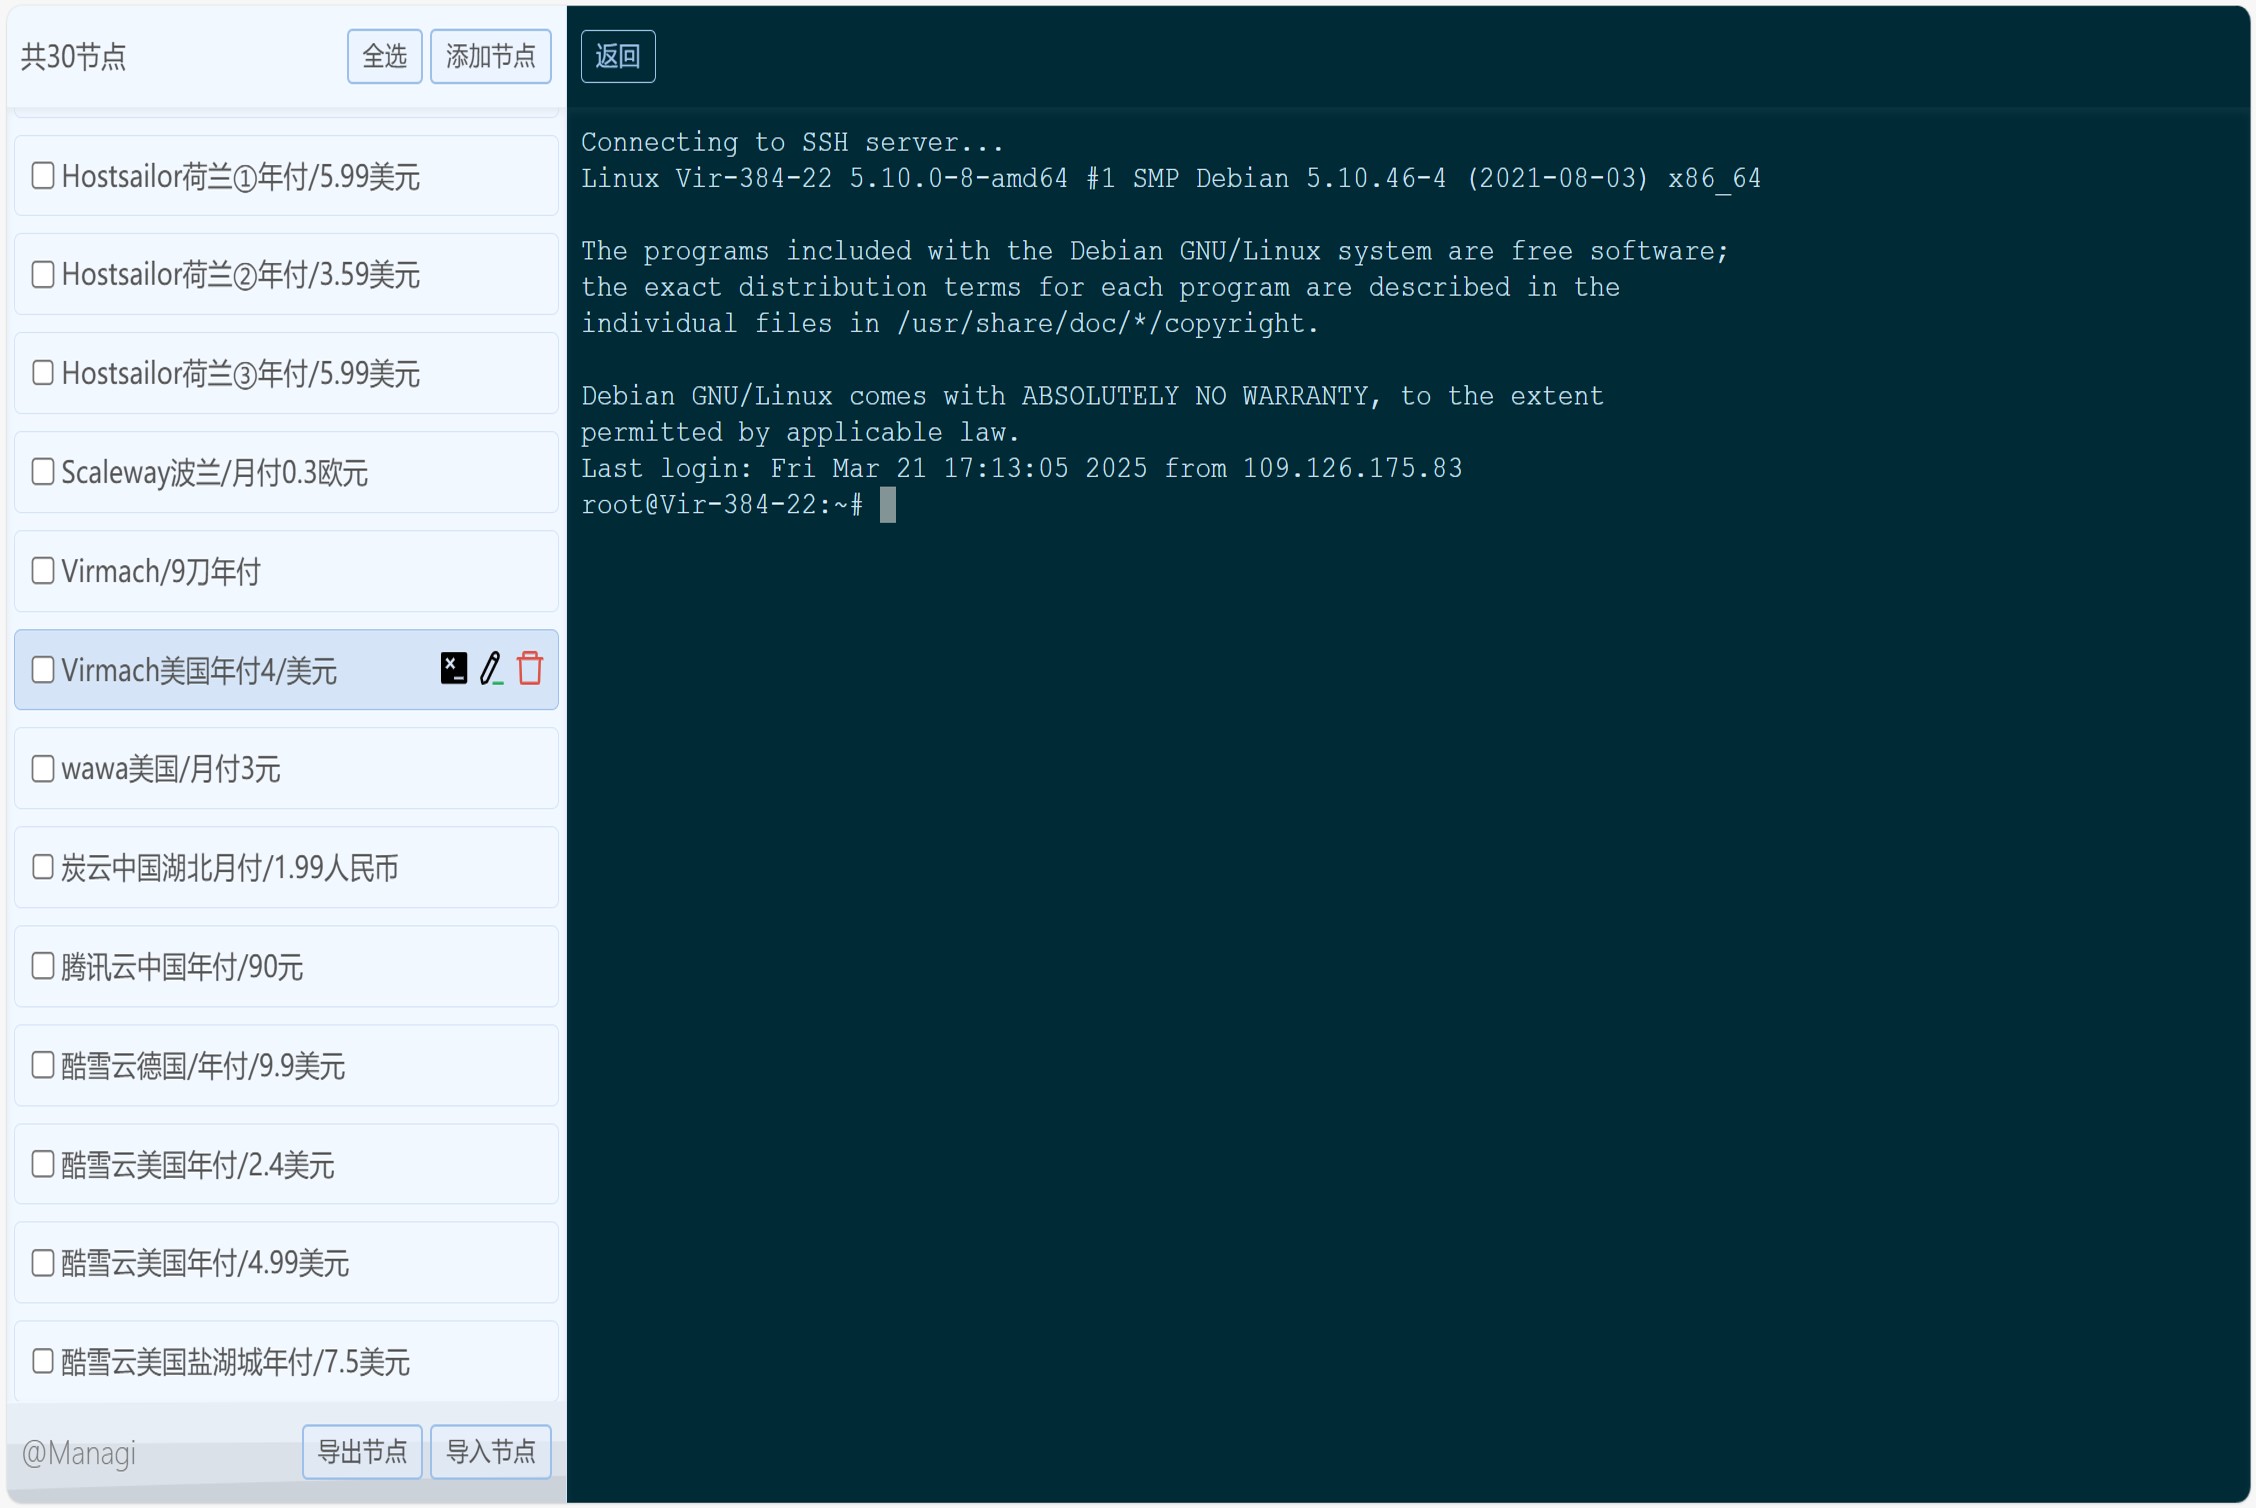 共30节点
全选
添加节点
Hostsailor荷兰①年付/5.99美元
Hostsailor荷兰②年付/3.59美元
Hostsailor荷兰③年付/5.99美元
Scaleway波兰/月付0.3欧元
Virmach/9刀年付
Virmach美国年付4/美元
wawa美国/月付3元
炭云中国湖北月付/1.99人民币
腾讯云中国年付/90元
酷雪云德国/年付/9.9美元
酷雪云美国年付/2.4美元
酷雪云美国年付/4.99美元
酷雪云美国盐湖城年付/7.5美元
@Managi
导出节点
导入节点
返回
Connecting to SSH server...
Linux Vir-384-22 5.10.0-8-amd64 #1 SMP Debian 5.10.46-4 (2021-08-03) x86_64
The programs included with the Debian GNU/Linux system are free software;
the exact distribution terms for each program are described in the
individual files in /usr/share/doc/*/copyright.
Debian GNU/Linux comes with ABSOLUTELY NO WARRANTY, to the extent
permitted by applicable law.
Last login: Fri Mar 21 17:13:05 2025 from 109.126.175.83
root@Vir-384-22:~#